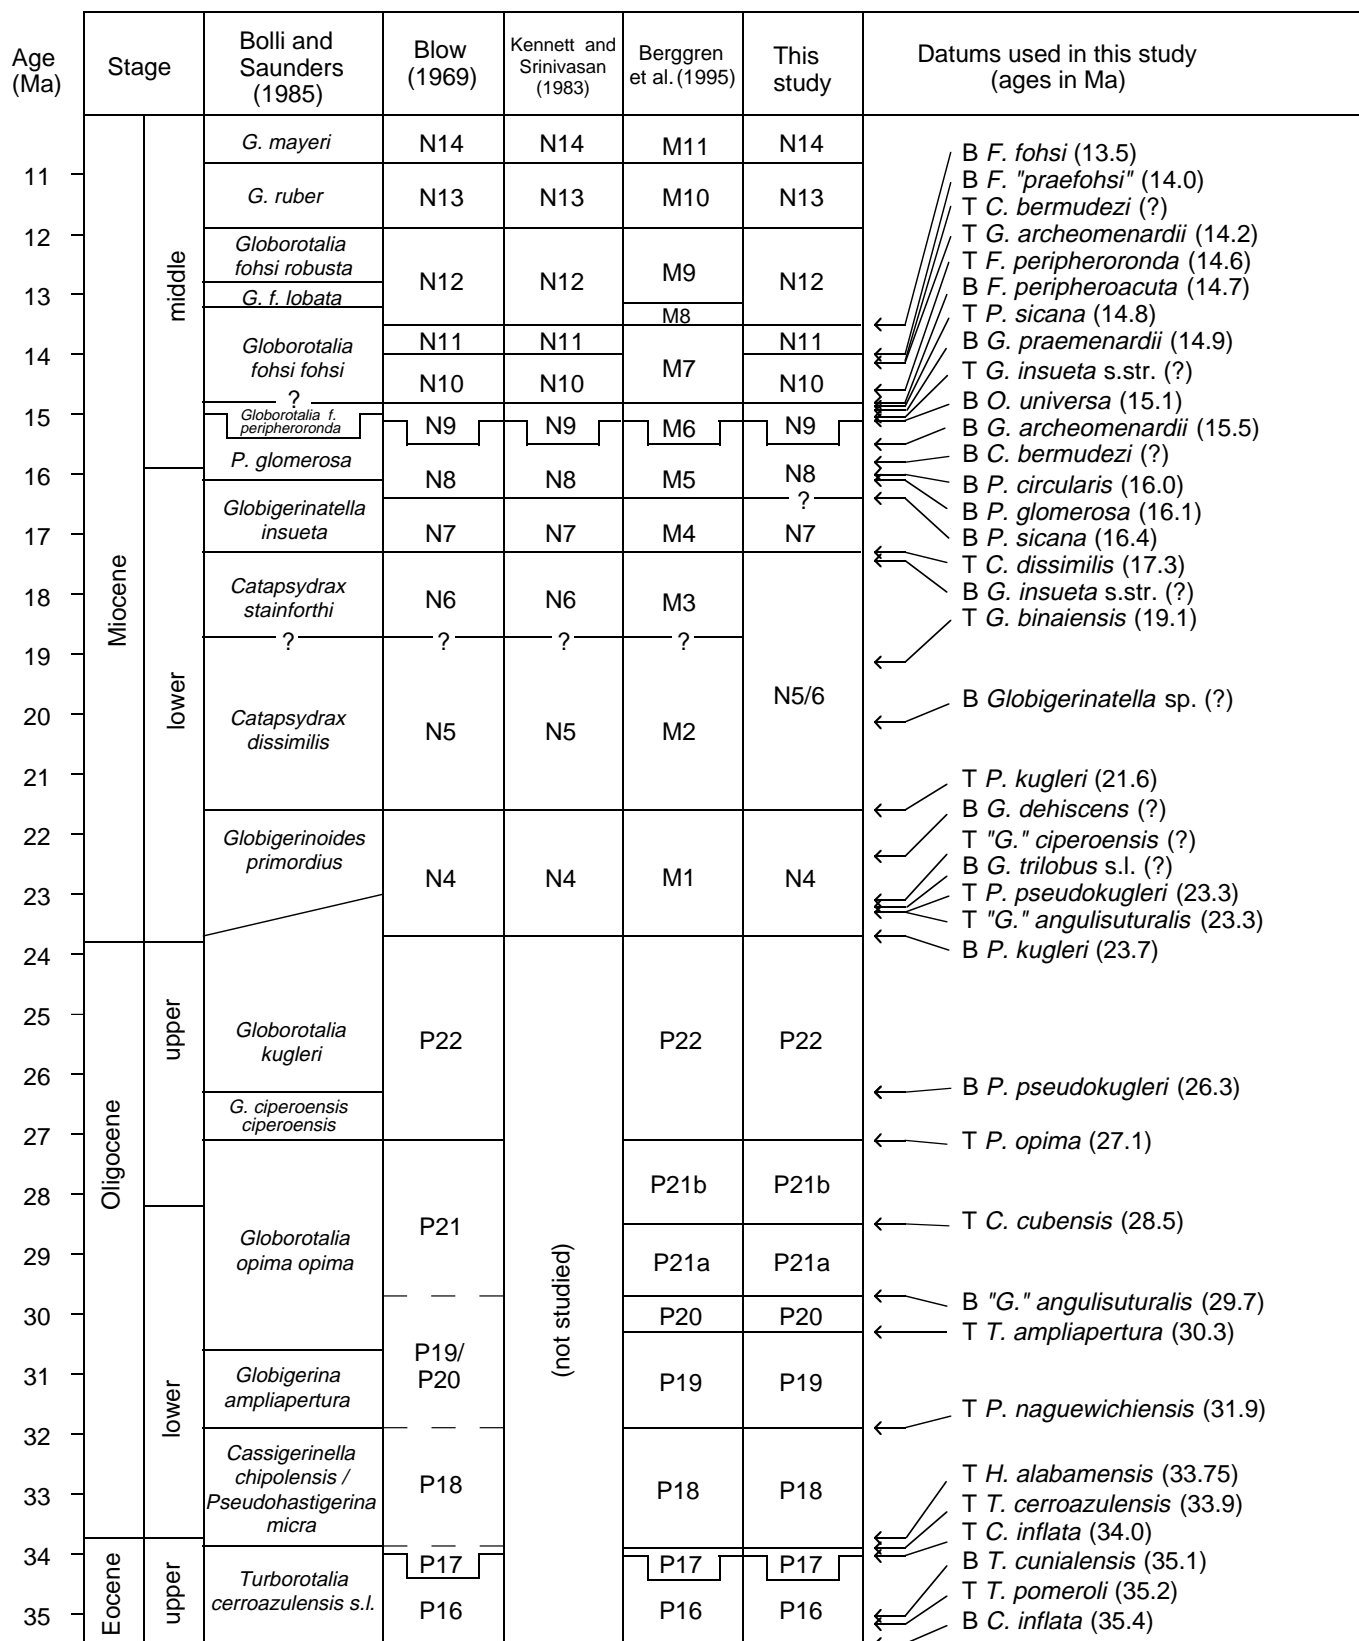 Age
(Ma)
Stage
Bolli and
Saunders
(1985)
Blow
(1969)
Kennett and
Srinivasan
(1983)
Berggren
et al. (1995)
This
study
Datums used in this study
(ages in Ma)
11
12
13
14
15
16
17
18
19
20
21
22
23
24
25
26
27
28
29
30
31
32
33
34
35
Miocene
Oligocene
Eocene
middle
lower
upper
lower
upper
G. mayeri
G. ruber
Globorotalia
fohsi robusta
G. f. lobata
Globorotalia
fohsi fohsi
?
Globorotalia f.
peripheroronda
P. glomerosa
Globigerinatella
insueta
Catapsydrax
stainforthi
?
Catapsydrax
dissimilis
Globigerinoides
primordius
Globorotalia
kugleri
G. ciperoensis
ciperoensis
Globorotalia
opima opima
Globigerina
ampliapertura
Cassigerinella
chipolensis /
Pseudohastigerina
micra
Turborotalia
cerroazulensis s.l.
N14
N13
N12
N11
N10
N9
N8
N7
N6
?
N5
N4
P22
P21
P19/
P20
P18
P17
P16
N14
N13
N12
N11
N10
N9
N8
N7
N6
?
N5
N4
(not studied)
M11
M10
M9
M8
M7
M6
M5
M4
M3
?
M2
M1
P22
P21b
P21a
P20
P19
P18
P17
P16
N14
N13
N12
N11
N10
N9
N8
?
N7
N5/6
N4
P22
P21b
P21a
P20
P19
P18
P17
P16
B F. fohsi (13.5)
B F. "praefohsi" (14.0)
T C. bermudezi (?)
T G. archeomenardii (14.2)
T F. peripheroronda (14.6)
B F. peripheroacuta (14.7)
T P. sicana (14.8)
B G. praemenardii (14.9)
T G. insueta s.str. (?)
B O. universa (15.1)
B G. archeomenardii (15.5)
B C. bermudezi (?)
B P. circularis (16.0)
B P. glomerosa (16.1)
B P. sicana (16.4)
T C. dissimilis (17.3)
B G. insueta s.str. (?)
T G. binaiensis (19.1)
B Globigerinatella sp. (?)
T P. kugleri (21.6)
B G. dehiscens (?)
T "G." ciperoensis (?)
B G. trilobus s.l. (?)
T P. pseudokugleri (23.3)
T "G." angulisuturalis (23.3)
B P. kugleri (23.7)
B P. pseudokugleri (26.3)
T P. opima (27.1)
T C. cubensis (28.5)
B "G." angulisuturalis (29.7)
T T. ampliapertura (30.3)
T P. naguewichiensis (31.9)
T H. alabamensis (33.75)
T T. cerroazulensis (33.9)
T C. inflata (34.0)
B T. cunialensis (35.1)
T T. pomeroli (35.2)
B C. inflata (35.4)